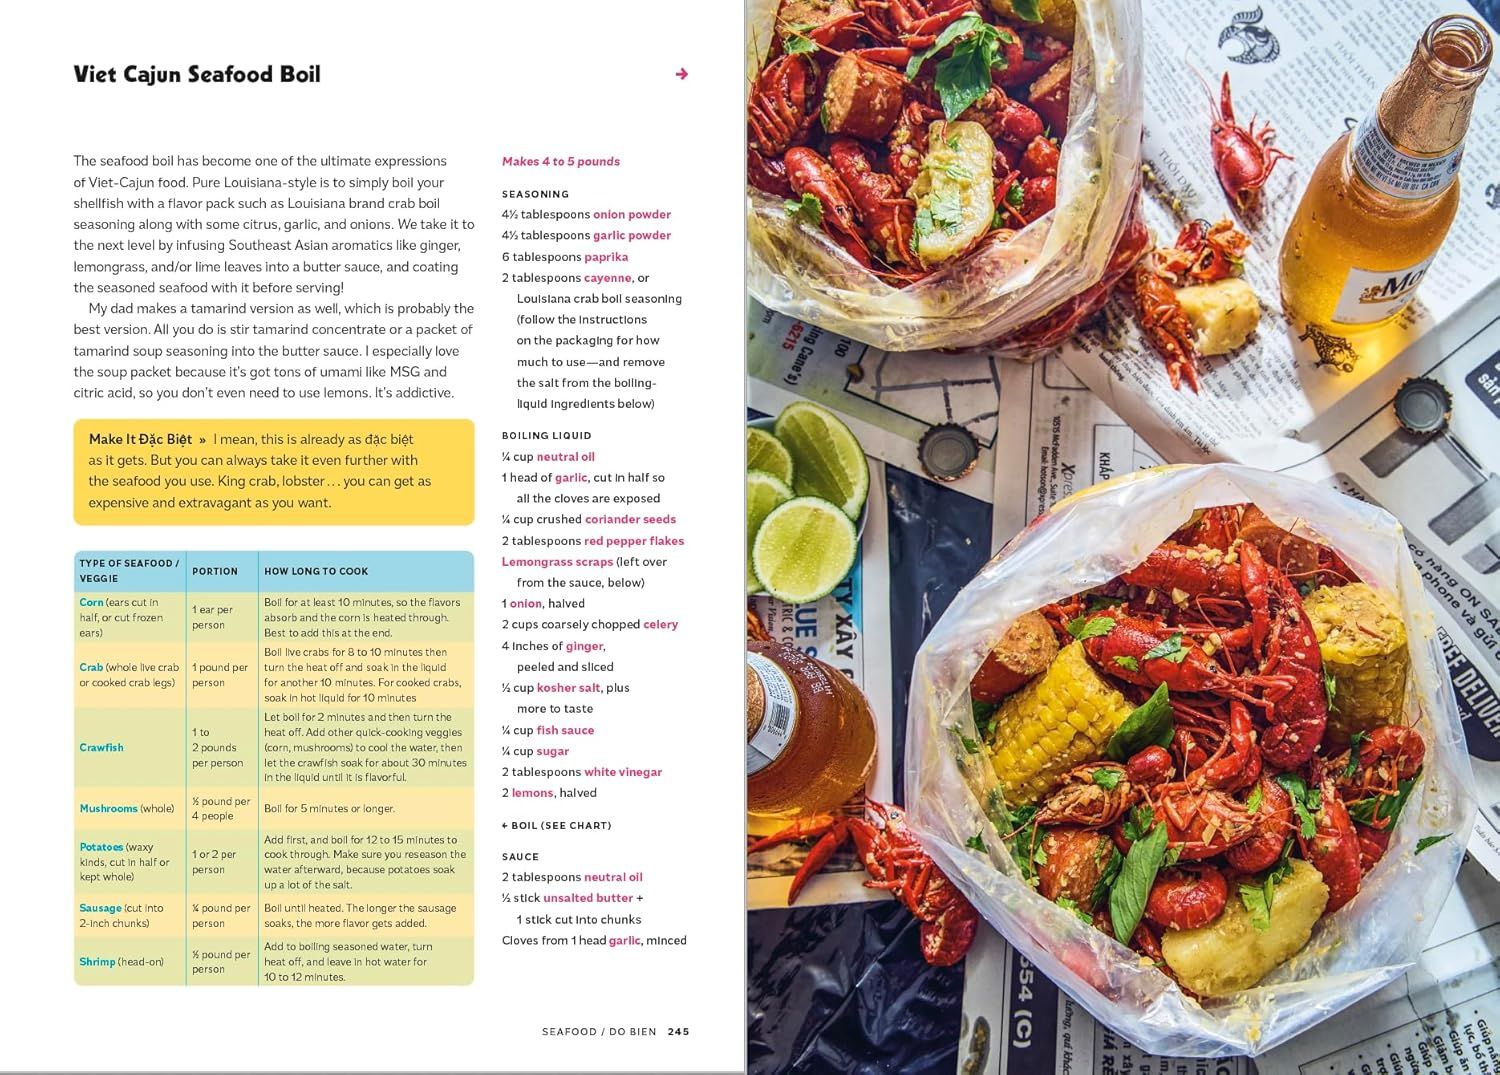 Viet Cajun Seafood Boil →
The seafood boil has become one of the ultimate expressions
of Viet-Cajun food. Pure Louisiana-style is to simply boil your
shellfish with a flavor pack such as Louisiana brand crab boil
seasoning along with some citrus, garlic, and onions. We take it to
the next level by infusing Southeast Asian aromatics like ginger,
lemongrass, and/or lime leaves into a butter sauce, and coating
the seasoned seafood with it before serving!
My dad makes a tamarind version as well, which is probably the
best version. All you do is stir tamarind concentrate or a packet of
tamarind soup seasoning into the butter sauce. I especially love
the soup packet because it's got tons of umami like MSG and
citric acid, so you don't even need to use lemons. It's addictive.
Make It Đặc Biệt » I mean, this is already as đặc biệt
as it gets. But you can always take it even further with
the seafood you use. King crab, lobster... you can get as
expensive and extravagant as you want.
TYPE OF SEAFOOD /
VEGGIE
PORTION
HOW LONG TO COOK
Corn (ears cut in
half, or cut frozen
ears)
1 ear per
person
Boil for at least 10 minutes, so the flavors
absorb and the corn is heated through.
Best to add this at the end.
Crab (whole live crab
or cooked crab legs)
1 pound per
person
Boil live crabs for 8 to 10 minutes then
turn the heat off and soak in the liquid
for another 10 minutes. For cooked crabs,
soak in hot liquid for 10 minutes
Crawfish
1 to
2 pounds
per person
Let boil for 2 minutes and then turn the
heat off. Add other quick-cooking veggies
(corn, mushrooms) to cool the water, then
let the crawfish soak for about 30 minutes
in the liquid until it is flavorful.
Mushrooms (whole)
½ pound per
4 people
Boil for 5 minutes or longer.
Potatoes (waxy
kinds, cut in half or
kept whole)
1 or 2 per
person
Add first, and boil for 12 to 15 minutes to
cook through. Make sure you reseason the
water afterward, because potatoes soak
up a lot of the salt.
Sausage (cut into
2-inch chunks)
¼ pound per
person
Boil until heated. The longer the sausage
soaks, the more flavor gets added.
Shrimp (head-on)
½ pound per
person
Add to boiling seasoned water, turn
heat off, and leave in hot water for
10 to 12 minutes.
Makes 4 to 5 pounds
SEASONING
4½ tablespoons onion powder
4½ tablespoons garlic powder
6 tablespoons paprika
2 tablespoons cayenne, or
Louisiana crab boil seasoning
(follow the instructions
on the packaging for how
much to use—and remove
the salt from the boiling-
liquid ingredients below)
BOILING LIQUID
¼ cup neutral oil
1 head of garlic, cut in half so
all the cloves are exposed
¼ cup crushed coriander seeds
2 tablespoons red pepper flakes
Lemongrass scraps (left over
from the sauce, below)
1 onion, halved
2 cups coarsely chopped celery
4 inches of ginger,
peeled and sliced
½ cup kosher salt, plus
more to taste
¼ cup fish sauce
¼ cup sugar
2 tablespoons white vinegar
2 lemons, halved
+ BOIL (SEE CHART)
SAUCE
2 tablespoons neutral oil
½ stick unsalted butter +
1 stick cut into chunks
Cloves from 1 head garlic, minced
SEAFOOD / DO BIEN 245
TUỔI THÂN
TUỔI DẬU
-6215
ing Cane's)
100
10515 McFadden Ave., Suite
Xpress
KHẮP
TY XÂY
FREE DELIVER
554 (C)